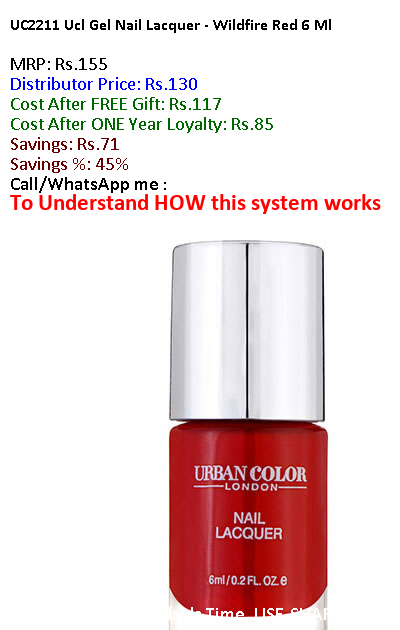 UC2211 Ucl Gel Nail Lacquer - Wildfire Red 6 Ml
MRP: Rs.155
Distributor Price: Rs.130
Cost After FREE Gift: Rs.117
Cost After ONE Year Loyalty: Rs.85
Savings: Rs.71
Savings %: 45%
Call/WhatsApp me :
To Understand HOW this system works
URBAN COLOR
LONDON
NAIL
LACQUER
6ml/0.2 FL. OZ. e
Time